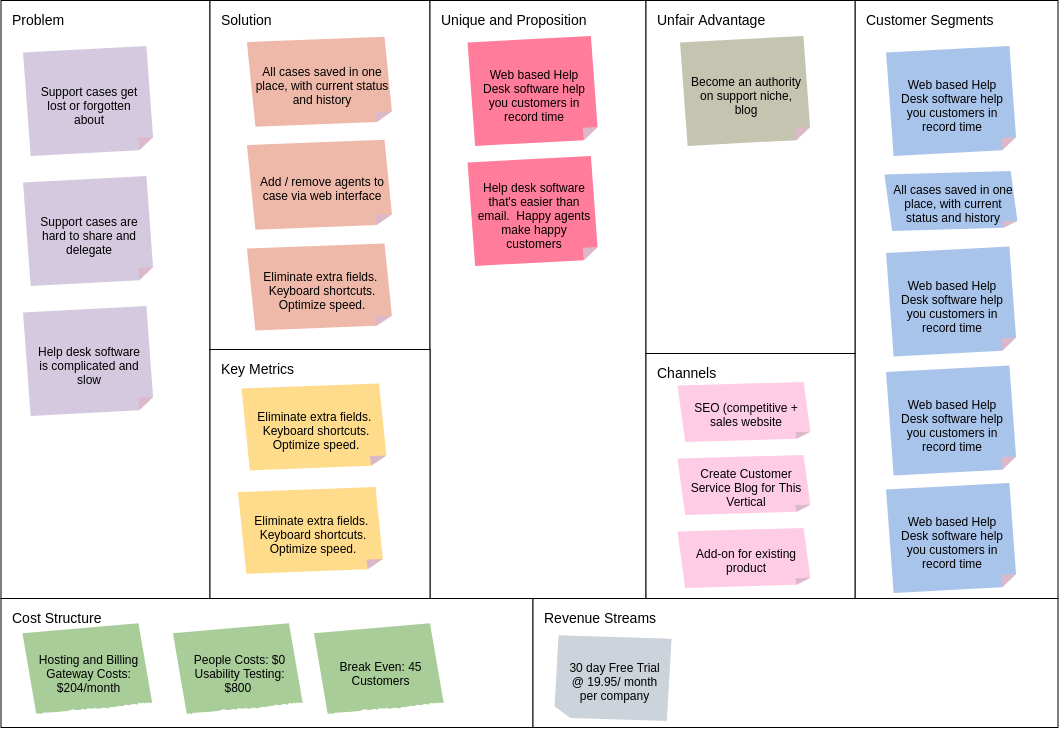 Problem
Support cases get
lost or forgotten
about
Support cases are
hard to share and
delegate
Help desk software
is complicated and
slow
Solution
All cases saved in one
place, with current status
and history
Add / remove agents to
case via web interface
Eliminate extra fields.
Keyboard shortcuts.
Optimize speed.
Key Metrics
Eliminate extra fields.
Keyboard shortcuts.
Optimize speed.
Eliminate extra fields.
Keyboard shortcuts.
Optimize speed.
Unique and Proposition
Web based Help
Desk software help
you customers in
record time
Help desk software
that's easier than
email.  Happy agents
make happy
customers
Unfair Advantage
Become an authority
on support niche,
blog
Channels
SEO (competitive +
sales website
Create Customer
Service Blog for This
Vertical
Add-on for existing
product
Customer Segments
Web based Help
Desk software help
you customers in
record time
All cases saved in one
place, with current
status and history
Web based Help
Desk software help
you customers in
record time
Web based Help
Desk software help
you customers in
record time
Web based Help
Desk software help
you customers in
record time
Cost Structure
Hosting and Billing
Gateway Costs:
$204/month
People Costs: $0
Usability Testing:
$800
Break Even: 45
Customers
Revenue Streams
30 day Free Trial
@ 19.95/ month
per company